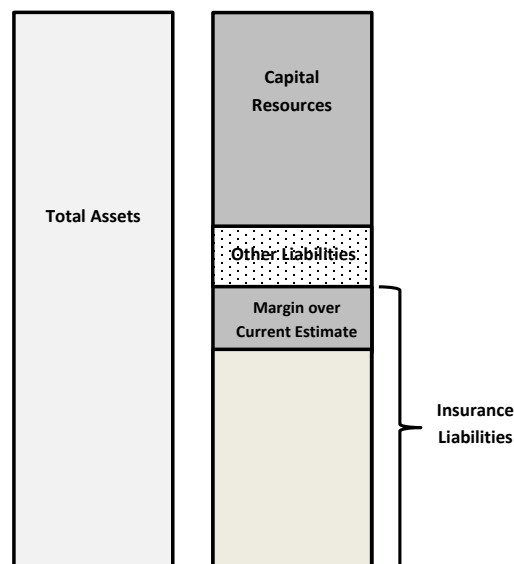 Capital
Resources
Total Assets
Other Liabilities
Margin over
Current Estimate
Insurance
Liabilities